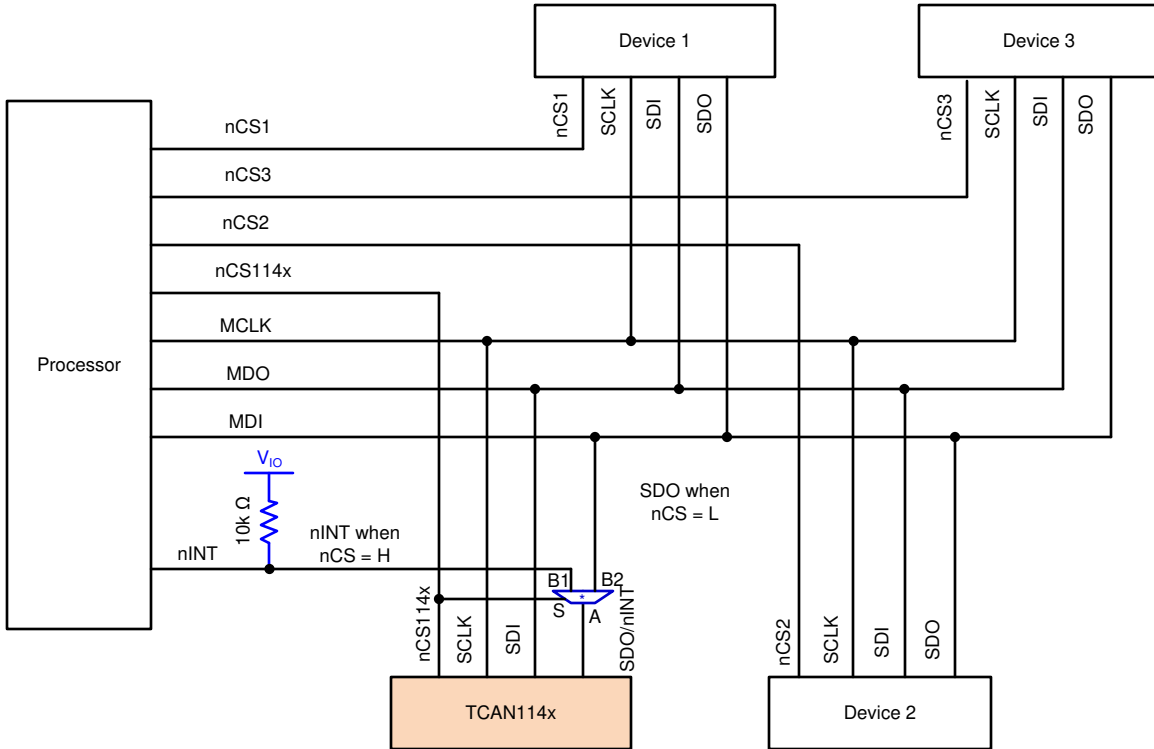 Device 1
Device 3
nCS1
SCLK
SDI
SDO
nCS3
SCLK
SDI
SDO
nCS1
nCS3
nCS2
nCS114x
MCLK
Processor
MDO
MDI
VIO
10k Ω
SDO when
nCS = L
nINT
nINT when
nCS = H
B1
B2
*
S
A
nCS114x
SCLK
SDI
SDO/nINT
nCS2
SCLK
SDI
SDO
TCAN114x
Device 2